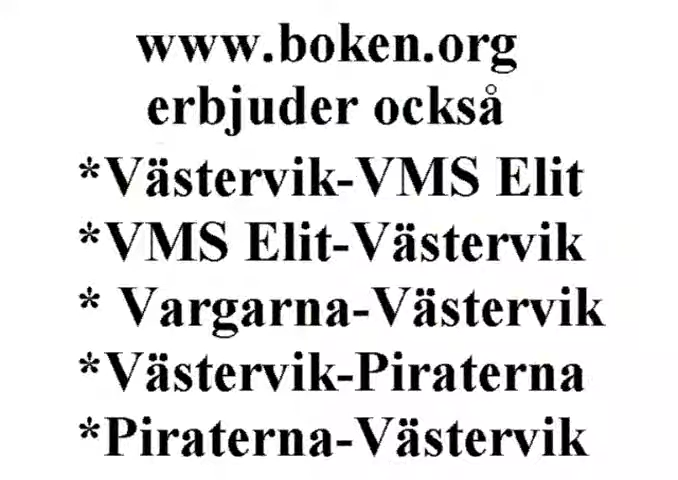 www.boken.org
erbjuder också
*Västervik-VMS Elit
*VMS Elit-Västervik
* Vargarna-Västervik
*Västervik-Piraterna
*Piraterna-Västervik